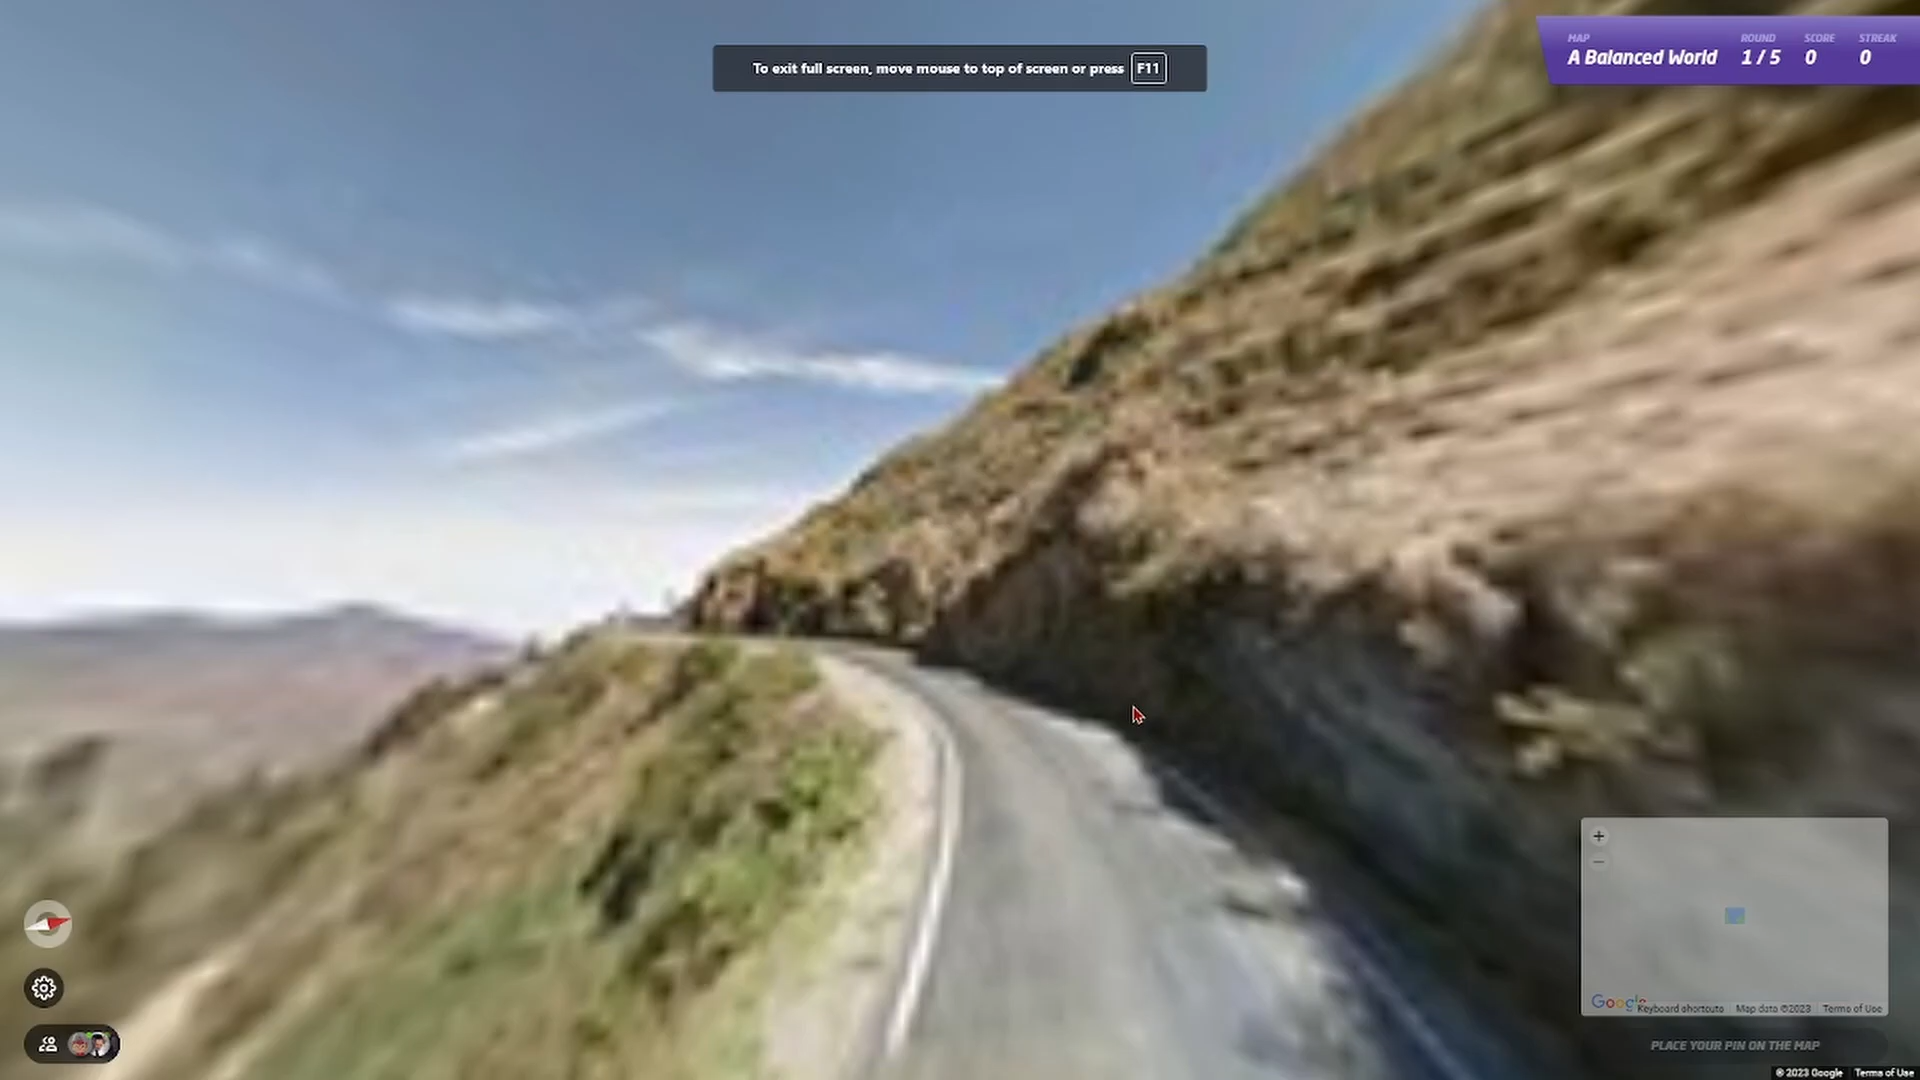 To exit full screen, move mouse to top of screen or press F11
MAP ROUND SCORE STREAK
A Balanced World 1 / 5 0 0
+
−
Google
Keyboard shortcuts Map data ©2023 Terms of Use
PLACE YOUR PIN ON THE MAP
© 2023 Google Terms of Use